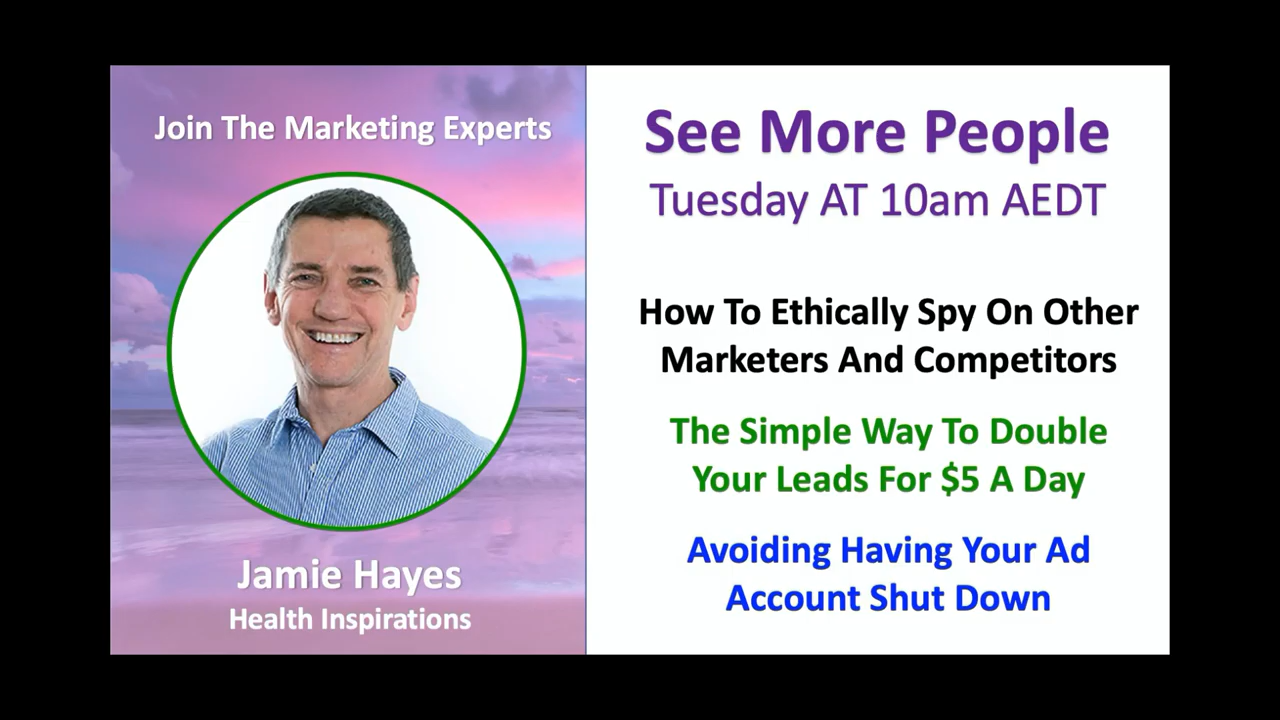 Join The Marketing Experts
Jamie Hayes
Health Inspirations
See More People
Tuesday AT 10am AEDT
How To Ethically Spy On Other
Marketers And Competitors
The Simple Way To Double
Your Leads For $5 A Day
Avoiding Having Your Ad
Account Shut Down